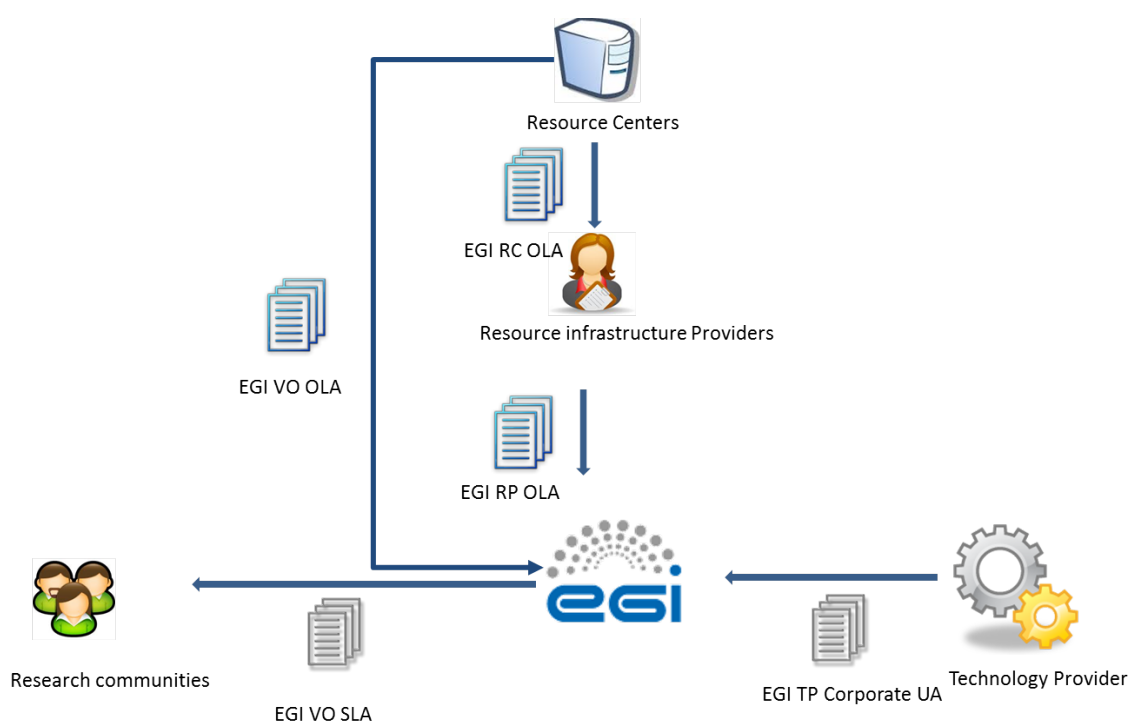 Resource Centers
EGI RC OLA
Resource infrastructure Providers
EGI VO OLA
EGI RP OLA
egi
Research communities
Technology Provider
EGI TP Corporate UA
EGI VO SLA